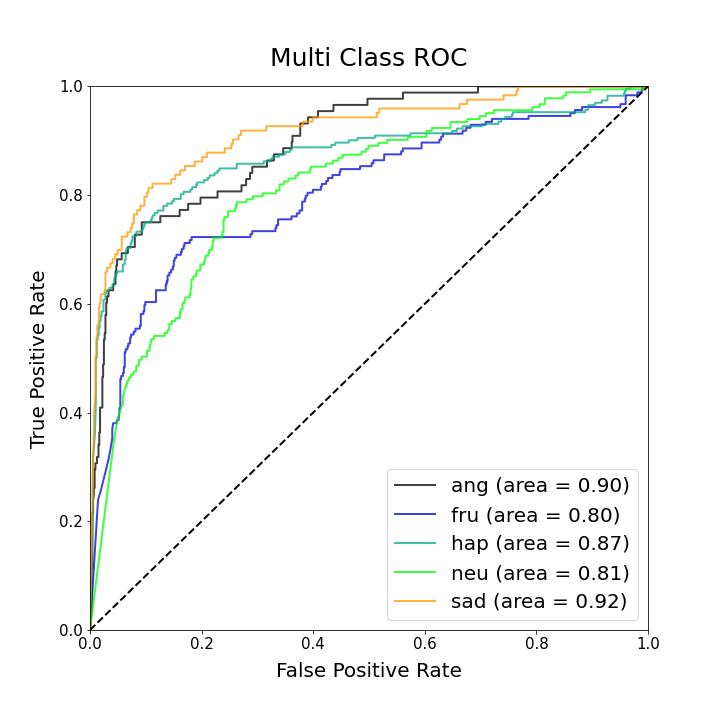 Multi Class ROC
1.0
0.8
0.6
0.4
0.2
0.0
True Positive Rate
0.0 0.2 0.4 0.6 0.8 1.0
False Positive Rate
ang (area = 0.90)
fru (area = 0.80)
hap (area = 0.87)
neu (area = 0.81)
sad (area = 0.92)